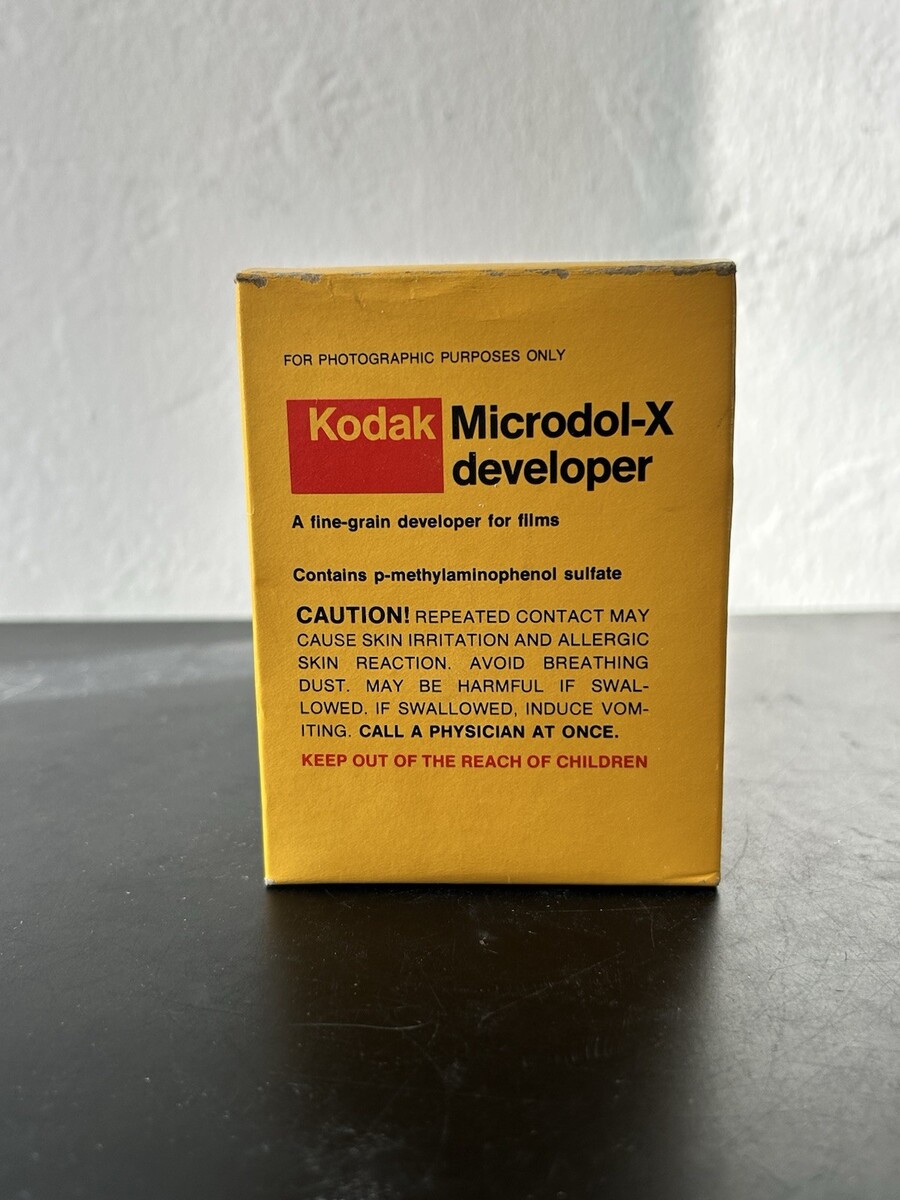 FOR PHOTOGRAPHIC PURPOSES ONLY
Kodak Microdol-X
developer
A fine-grain developer for films
Contains p-methylaminophenol sulfate
CAUTION! REPEATED CONTACT MAY
CAUSE SKIN IRRITATION AND ALLERGIC
SKIN REACTION. AVOID BREATHING
DUST. MAY BE HARMFUL IF SWAL-
LOWED. IF SWALLOWED, INDUCE VOM-
ITING. CALL A PHYSICIAN AT ONCE.
KEEP OUT OF THE REACH OF CHILDREN